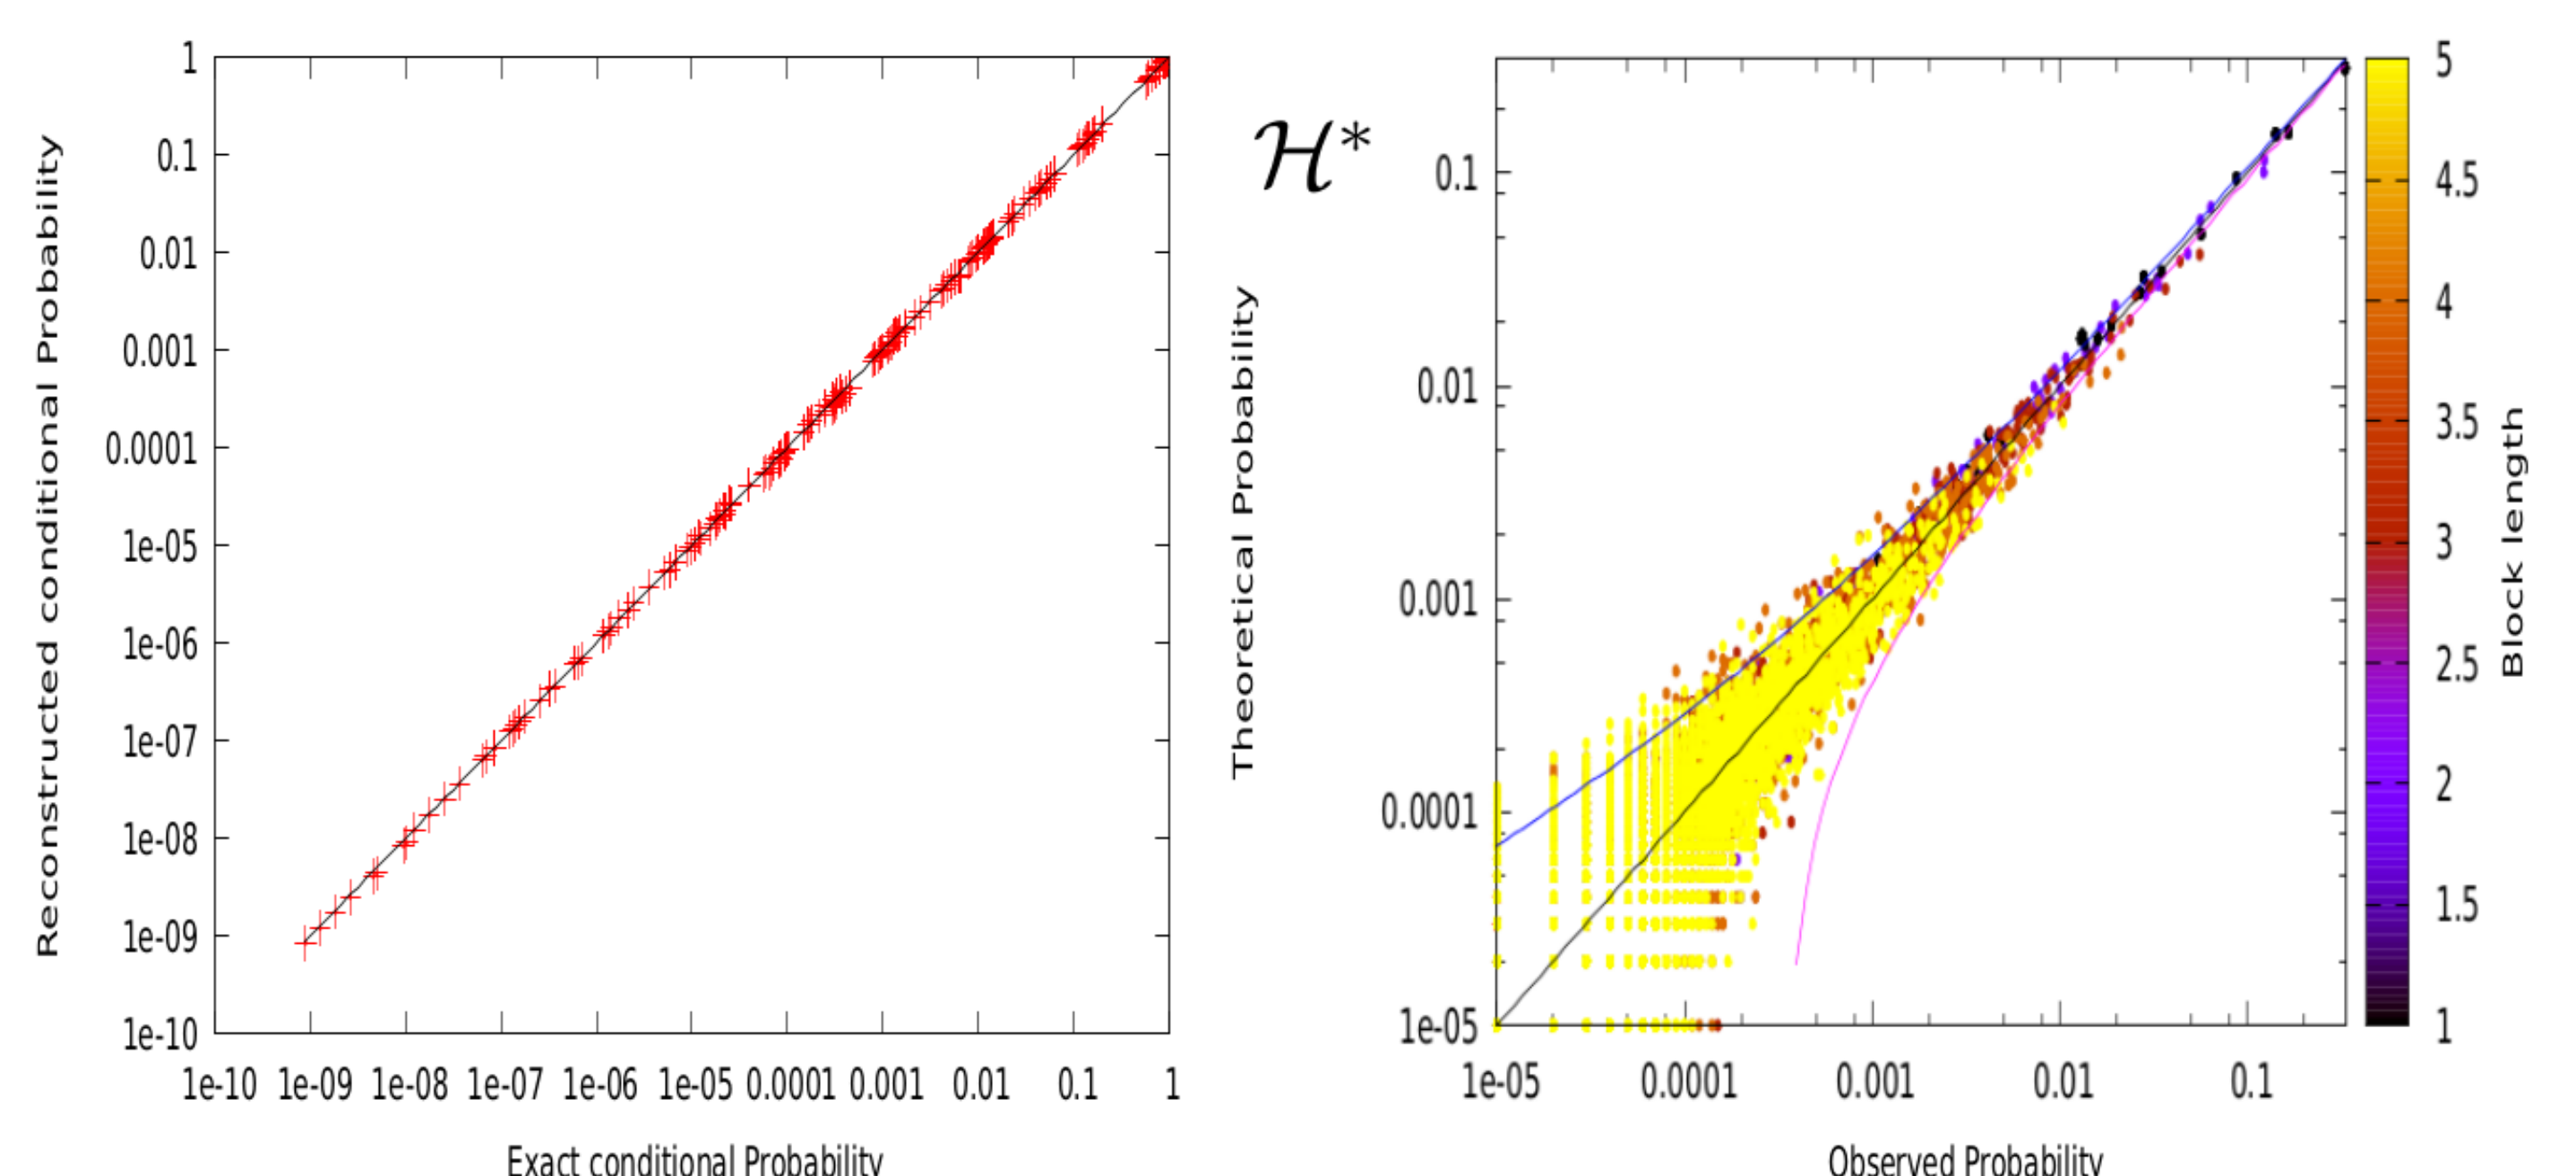 Reconstructed conditional Probability
1
0.1
0.01
0.001
0.0001
1e-05
1e-06
1e-07
1e-08
1e-09
1e-10
1e-10 1e-09 1e-08 1e-07 1e-06 1e-05 0.0001 0.001 0.01 0.1 1
Exact conditional Probability
ℋ*
Theoretical Probability
0.1
0.01
0.001
0.0001
1e-05
1e-05 0.0001 0.001 0.01 0.1
Observed Probability
5
4.5
4
3.5
3
2.5
2
1.5
1
Block length